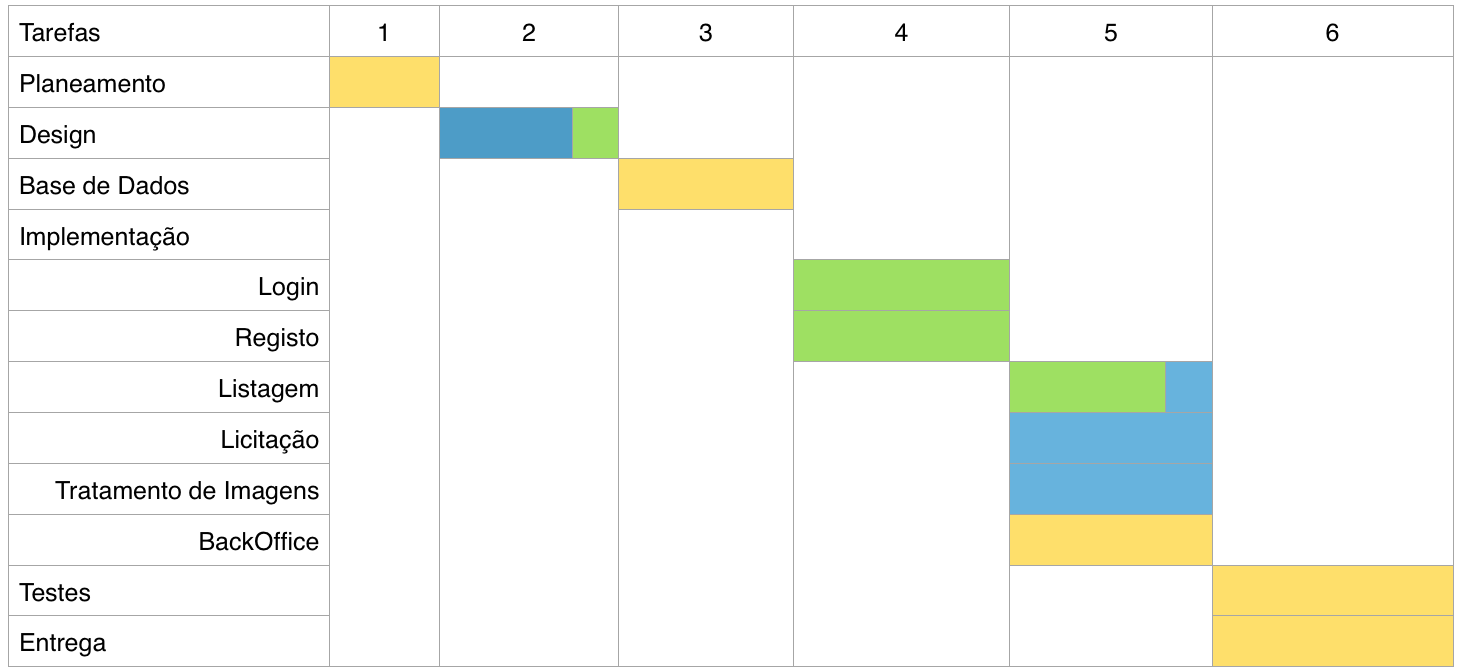 Tarefas 1 2 3 4 5 6
Planeamento
Design
Base de Dados
Implementação
Login
Registo
Listagem
Licitação
Tratamento de Imagens
BackOffice
Testes
Entrega